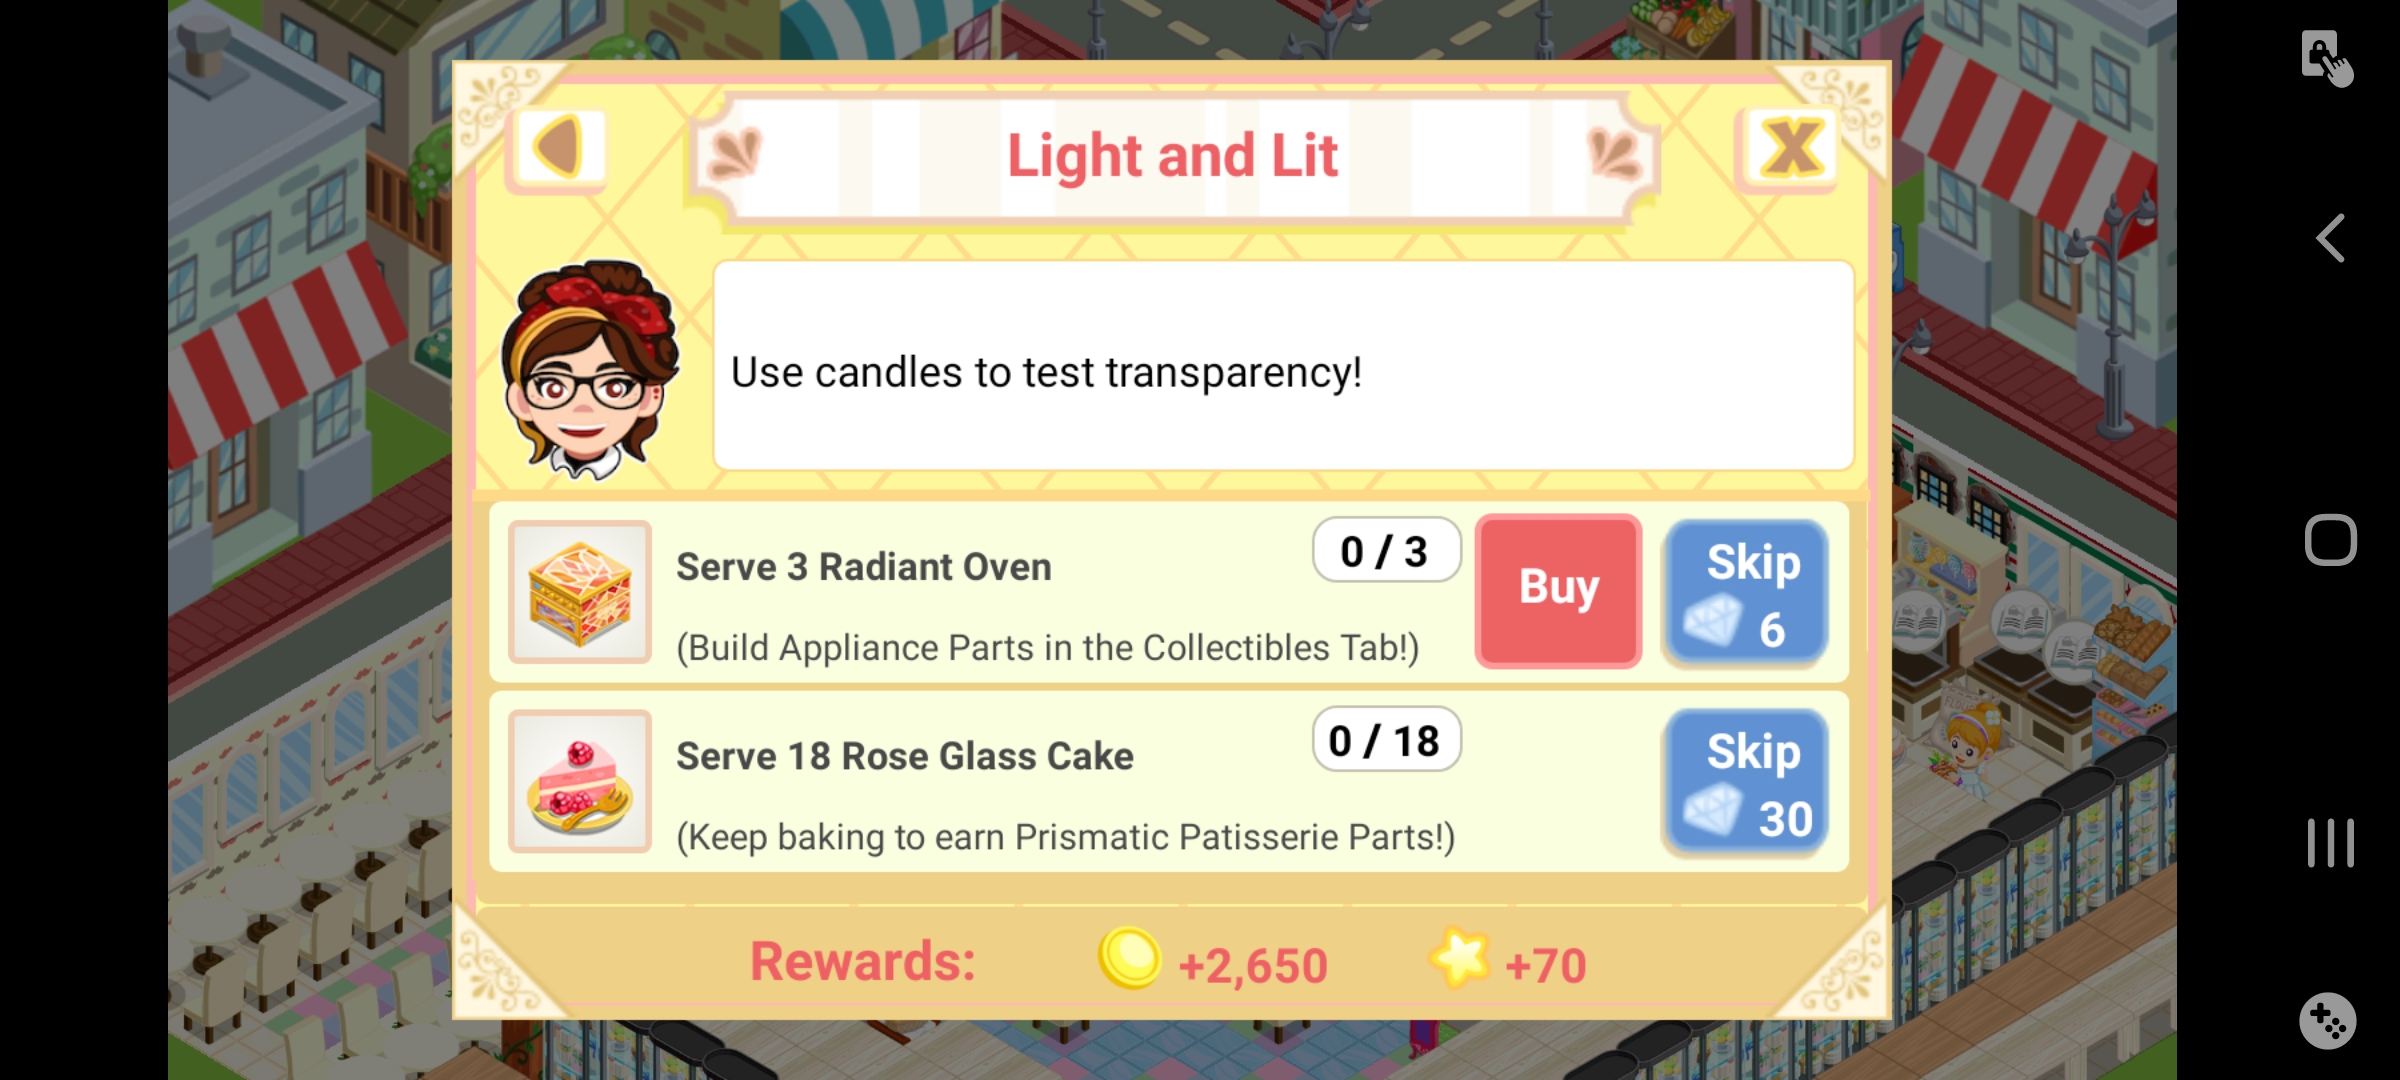 Light and Lit
X
Use candles to test transparency!
Serve 3 Radiant Oven
0 / 3
Buy
Skip
6
(Build Appliance Parts in the Collectibles Tab!)
Serve 18 Rose Glass Cake
0 / 18
Skip
30
(Keep baking to earn Prismatic Patisserie Parts!)
Rewards:
+2,650
+70